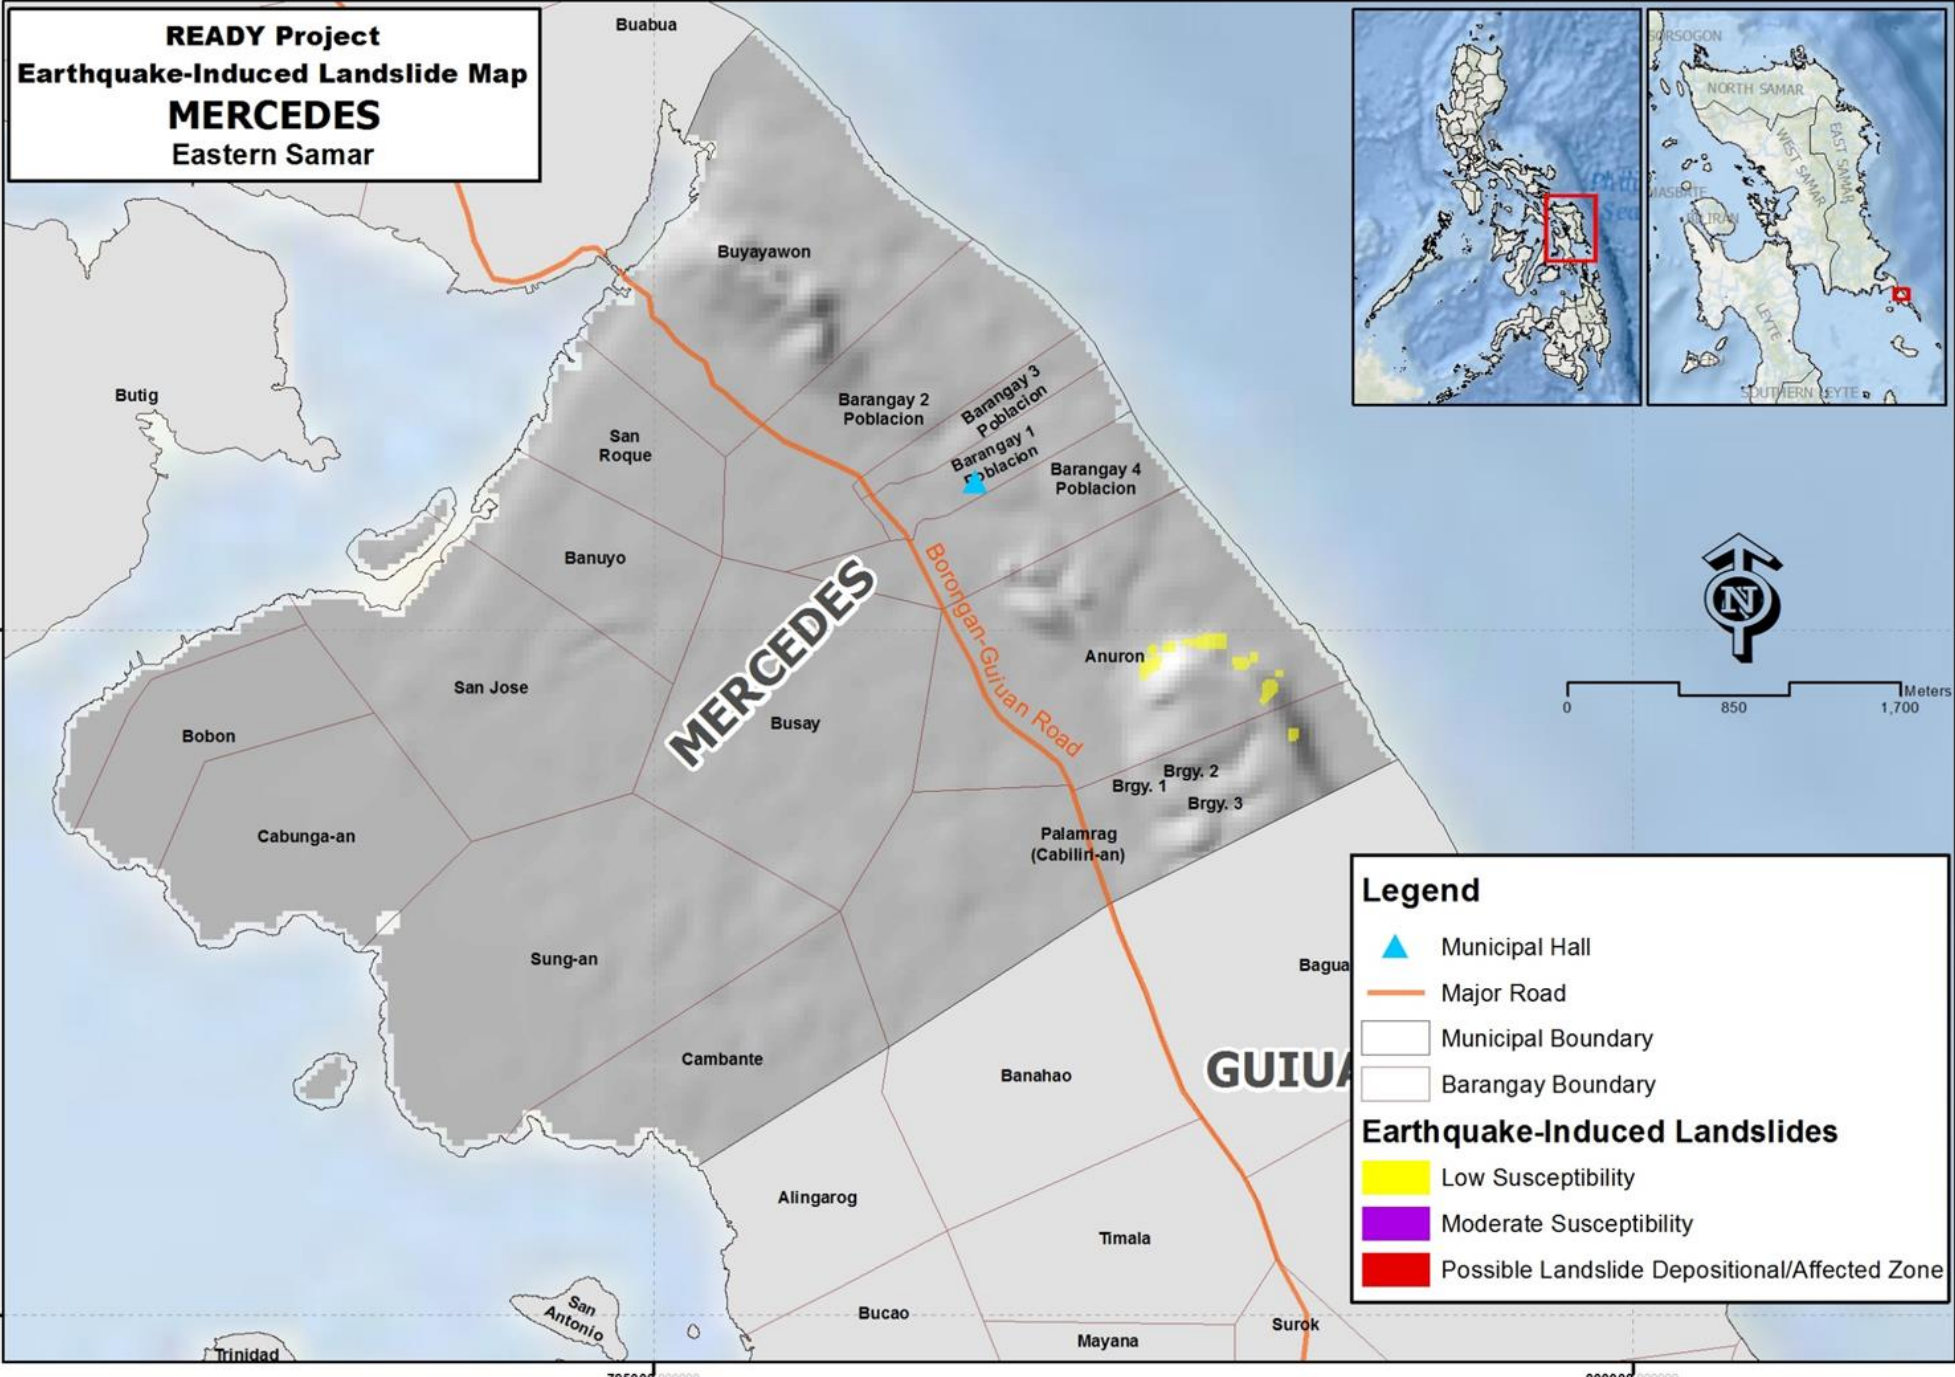 READY Project
Earthquake-Induced Landslide Map
MERCEDES
Eastern Samar
Buabua
SORSOGON
NORTH SAMAR
WEST SAMAR
EAST SAMAR
MASBATE
BILIRAN
LEYTE
SOUTHERN LEYTE
Sea
Buyayawon
Butig
Barangay 2
Poblacion
Barangay 3
Poblacion
Barangay 1
Poblacion
Barangay 4
Poblacion
San
Roque
Banuyo
MERCEDES
Borongan-Guiuan Road
Anuron
San Jose
Busay
Bobon
Brgy. 2
Brgy. 1
Brgy. 3
Cabunga-an
Palamrag
(Cabilin-an)
Sung-an
Cambante
Bagua
Banahao
GUIUA
Alingarog
Timala
San
Antonio
Bucao
Surok
Mayana
Trinidad
N
Meters
0
850
1,700
Legend
Municipal Hall
Major Road
Municipal Boundary
Barangay Boundary
Earthquake-Induced Landslides
Low Susceptibility
Moderate Susceptibility
Possible Landslide Depositional/Affected Zone